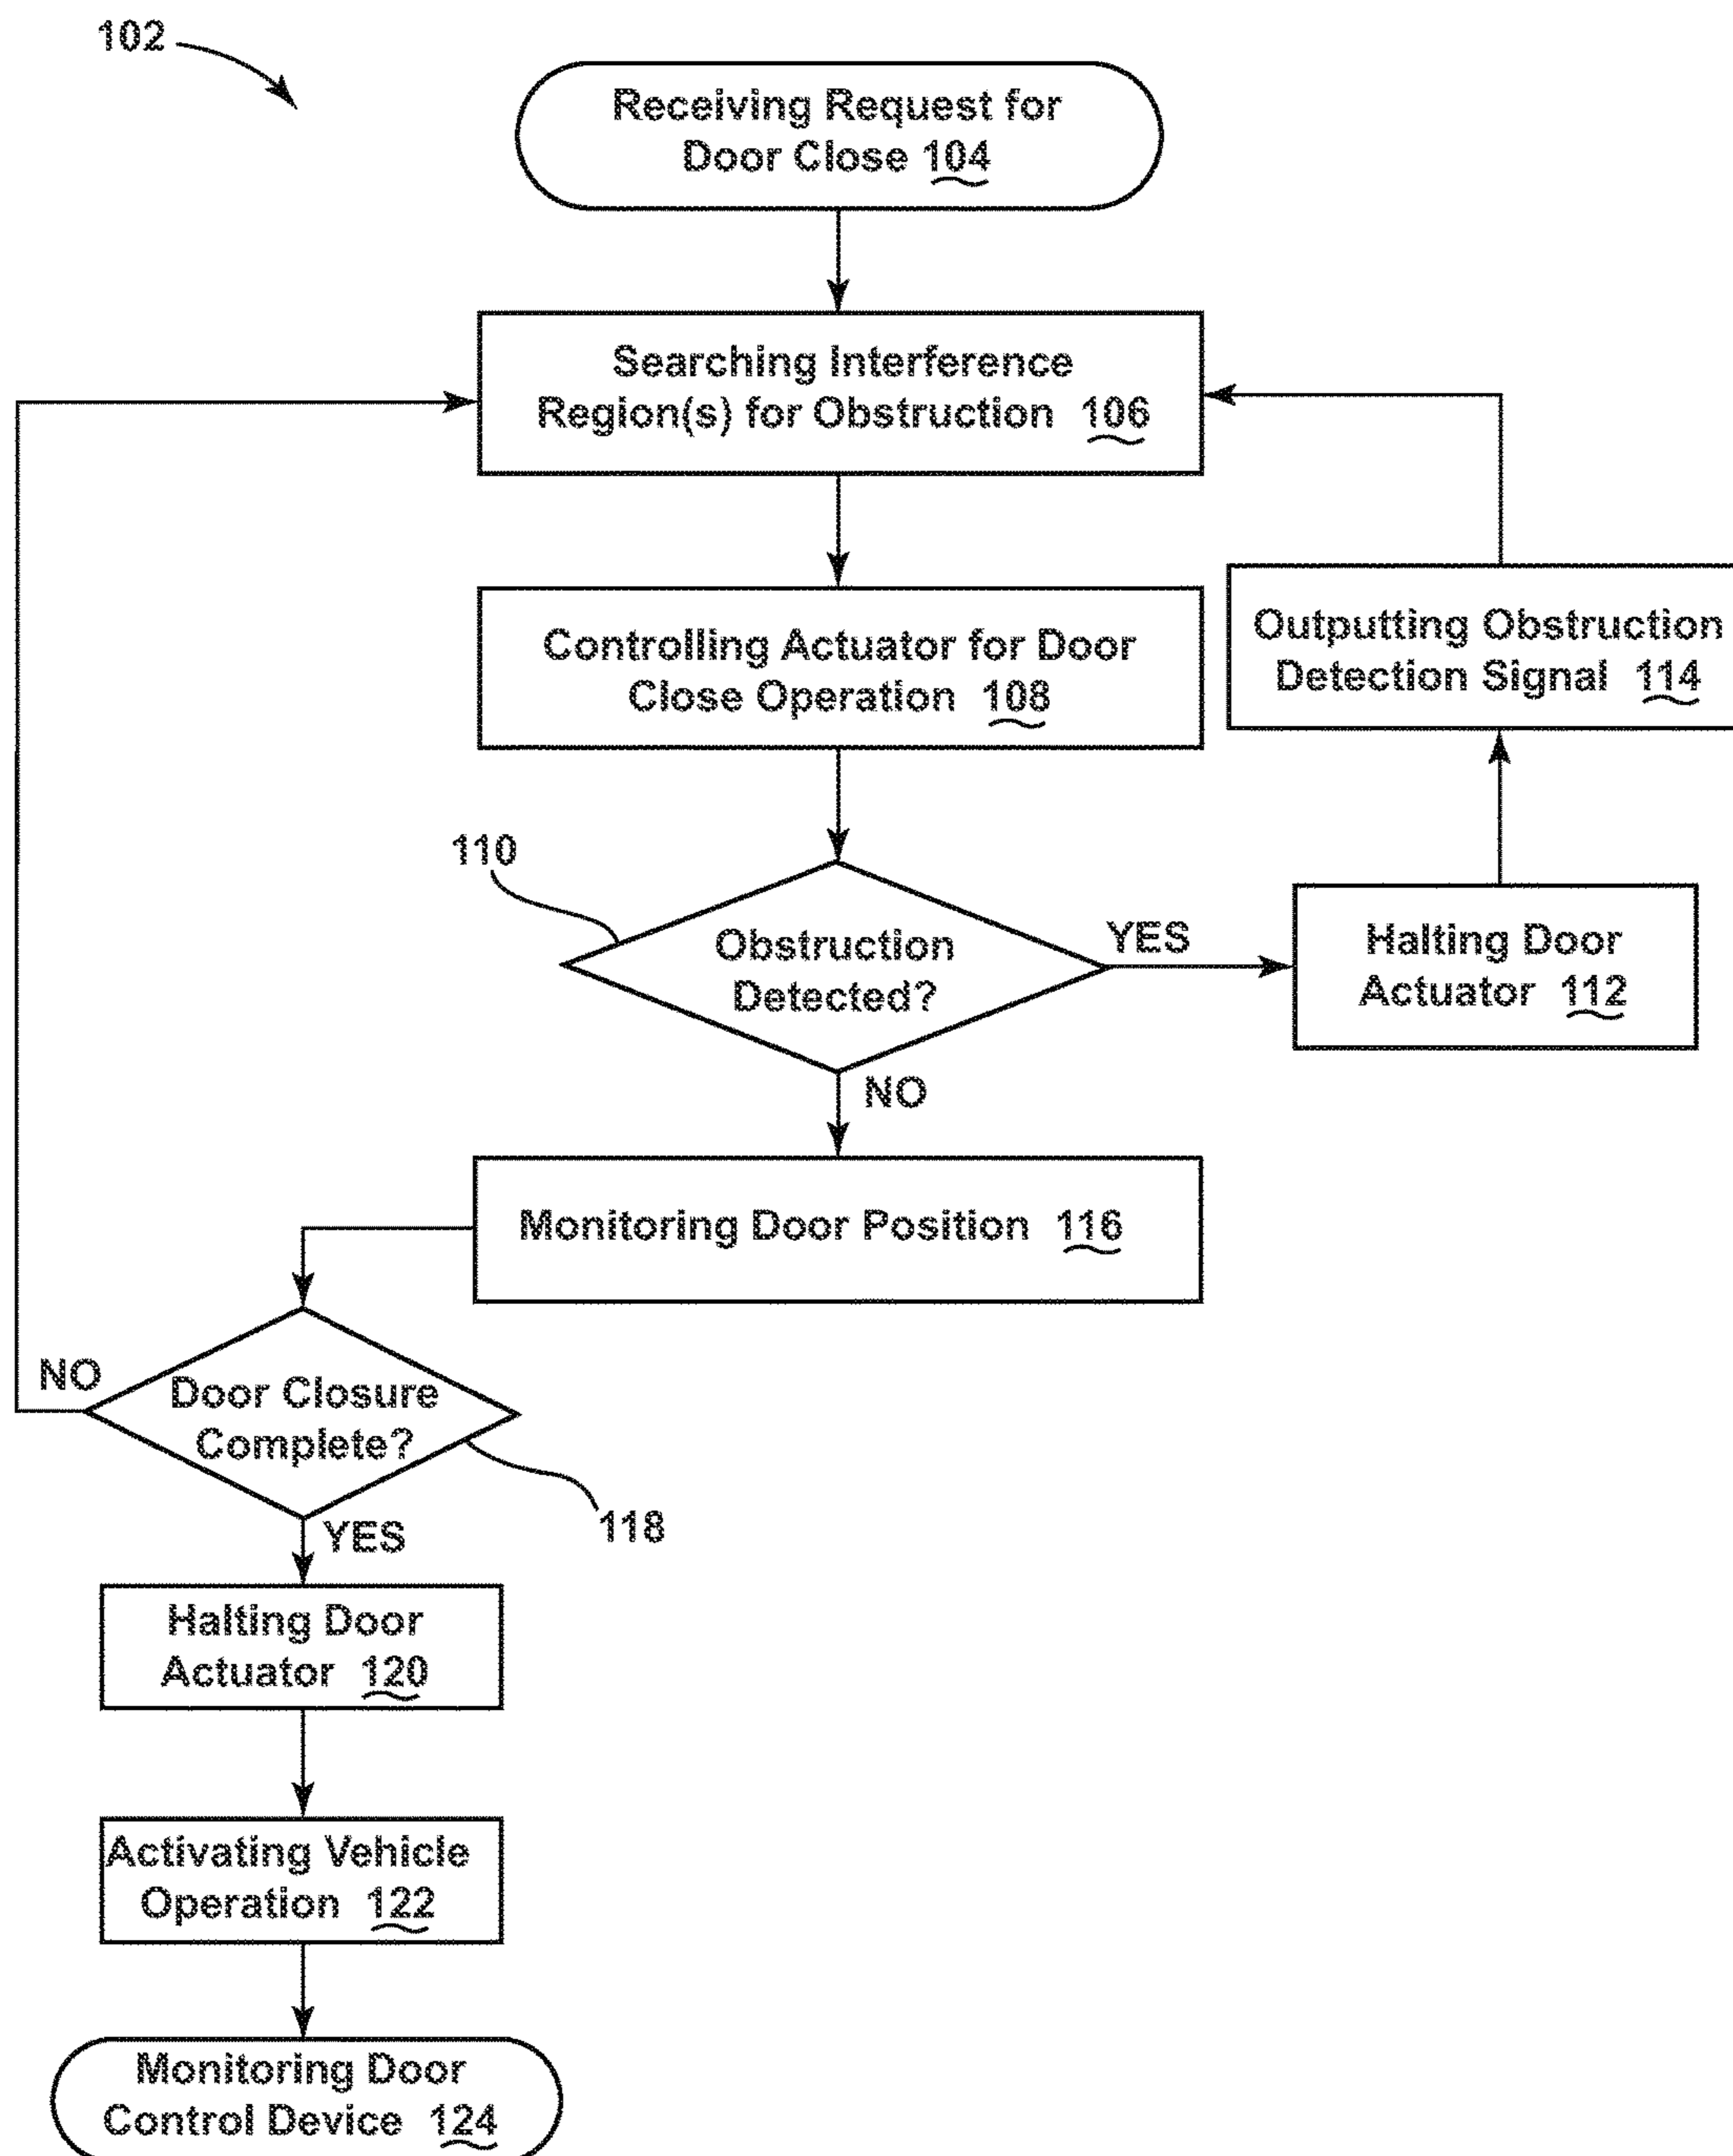 102
Receiving Request for
Door Close 104
Searching Interference
Region(s) for Obstruction 106
Controlling Actuator for Door
Close Operation 108
Outputting Obstruction
Detection Signal 114
110
Obstruction
Detected?
YES
Halting Door
Actuator 112
NO
Monitoring Door Position 116
NO
Door Closure
Complete?
118
YES
Halting Door
Actuator 120
Activating Vehicle
Operation 122
Monitoring Door
Control Device 124